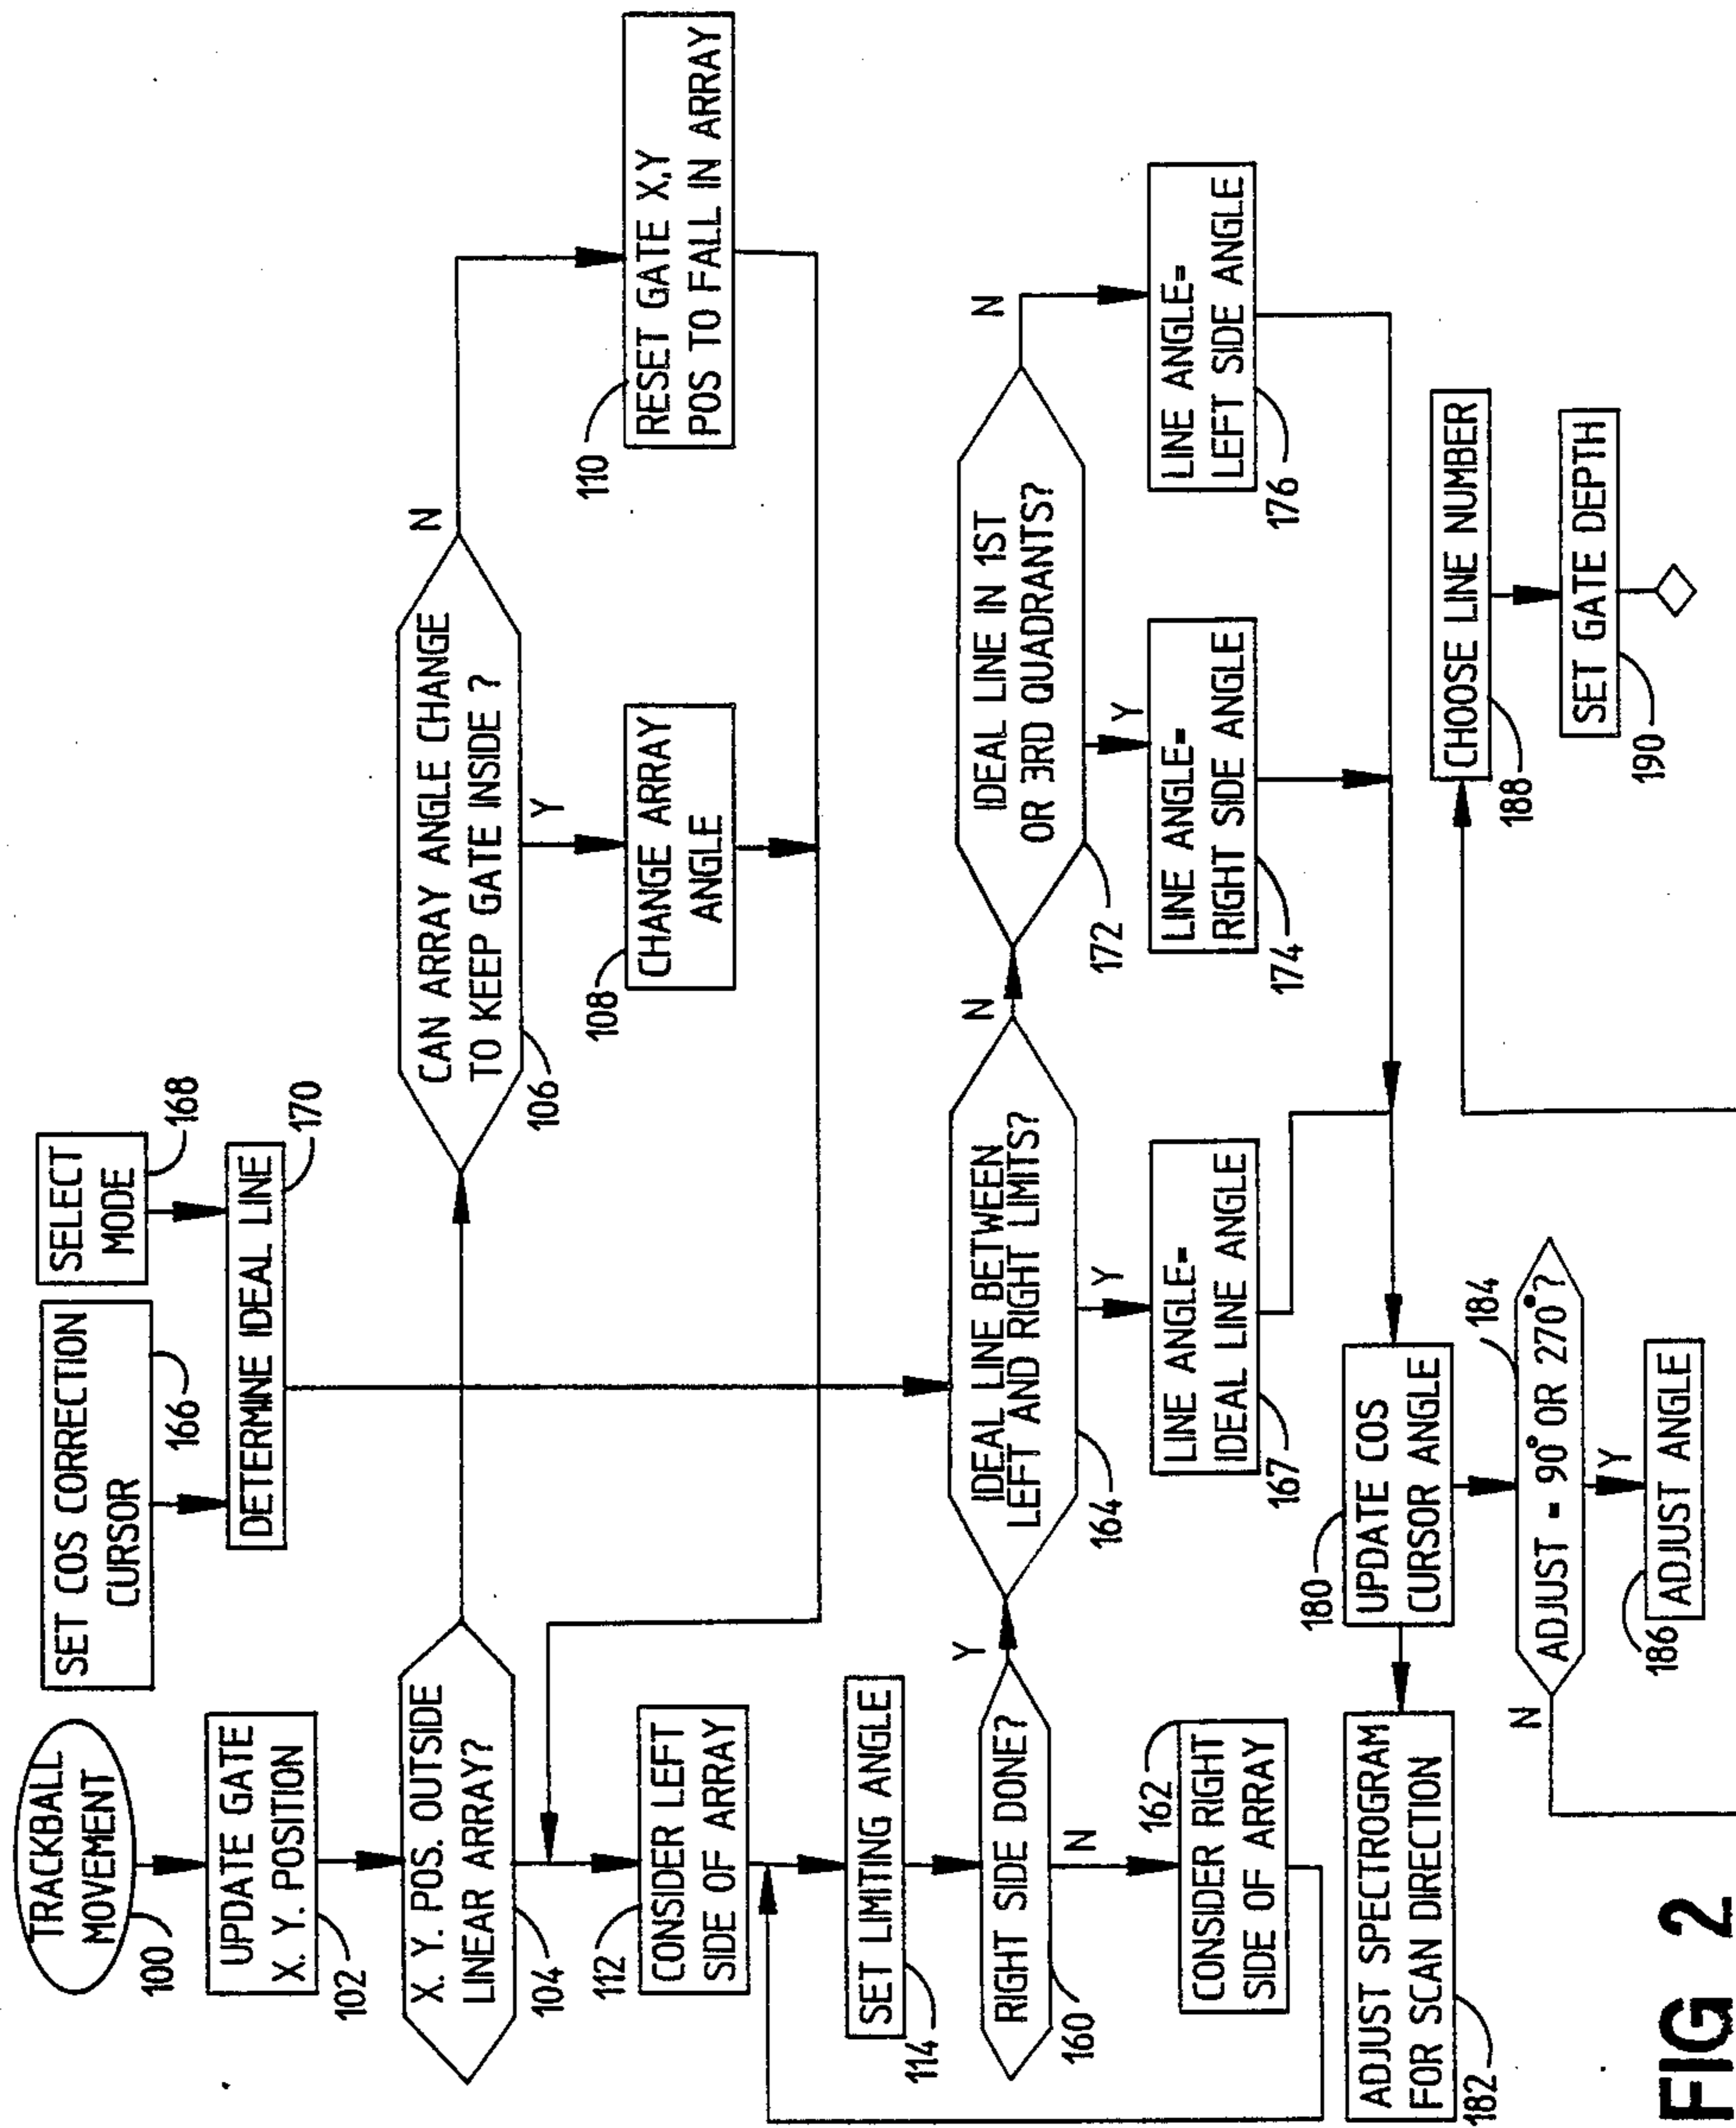 TRACKBALL
MOVEMENT
100
SET COS CORRECTION
CURSOR
166
SELECT
MODE
168
UPDATE GATE
X. Y. POSITION
102
DETERMINE IDEAL LINE
170
X. Y. POS. OUTSIDE
LINEAR ARRAY?
104
CAN ARRAY ANGLE CHANGE
TO KEEP GATE INSIDE ?
106
N
Y
108
CHANGE ARRAY
ANGLE
110
RESET GATE X,Y
POS TO FALL IN ARRAY
112
CONSIDER LEFT
SIDE OF ARRAY
SET LIMITING ANGLE
114
RIGHT SIDE DONE?
160
Y
N
IDEAL LINE BETWEEN
LEFT AND RIGHT LIMITS?
164
N
Y
IDEAL LINE IN 1ST
OR 3RD QUADRANTS?
172
N
Y
CONSIDER RIGHT
SIDE OF ARRAY
162
LINE ANGLE=
IDEAL LINE ANGLE
167
LINE ANGLE=
RIGHT SIDE ANGLE
174
LINE ANGLE=
LEFT SIDE ANGLE
176
ADJUST SPECTROGRAM
FOR SCAN DIRECTION
182
180
UPDATE COS
CURSOR ANGLE
CHOOSE LINE NUMBER
188
ADJUST = 90° OR 270°?
184
N
Y
SET GATE DEPTH
190
186
ADJUST ANGLE
FIG 2